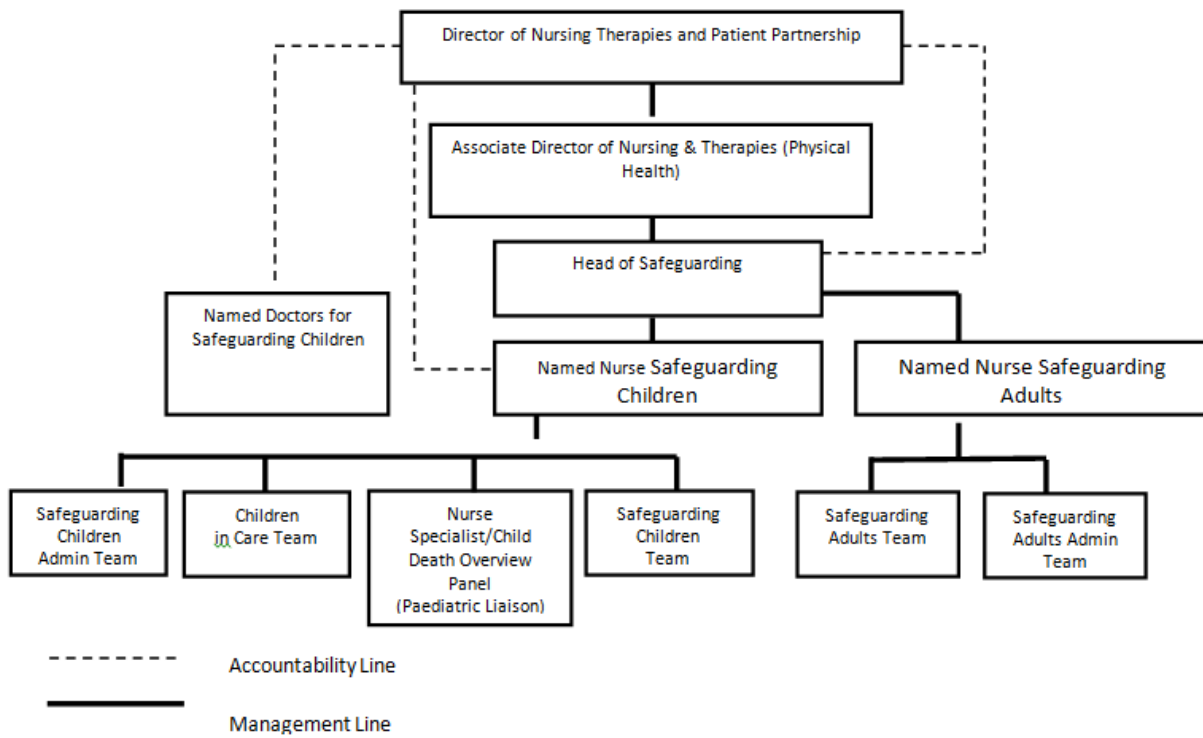 Director of Nursing Therapies and Patient Partnership
Associate Director of Nursing & Therapies (Physical
Health)
Head of Safeguarding
Named Doctors for
Safeguarding Children
Named Nurse Safeguarding
Children
Named Nurse Safeguarding
Adults
Safeguarding
Children
Admin Team
Children
in Care Team
Nurse
Specialist/Child
Death Overview
Panel
(Paediatric Liaison)
Safeguarding
Children
Team
Safeguarding
Adults Team
Safeguarding
Adults Admin
Team
Accountability Line
Management Line